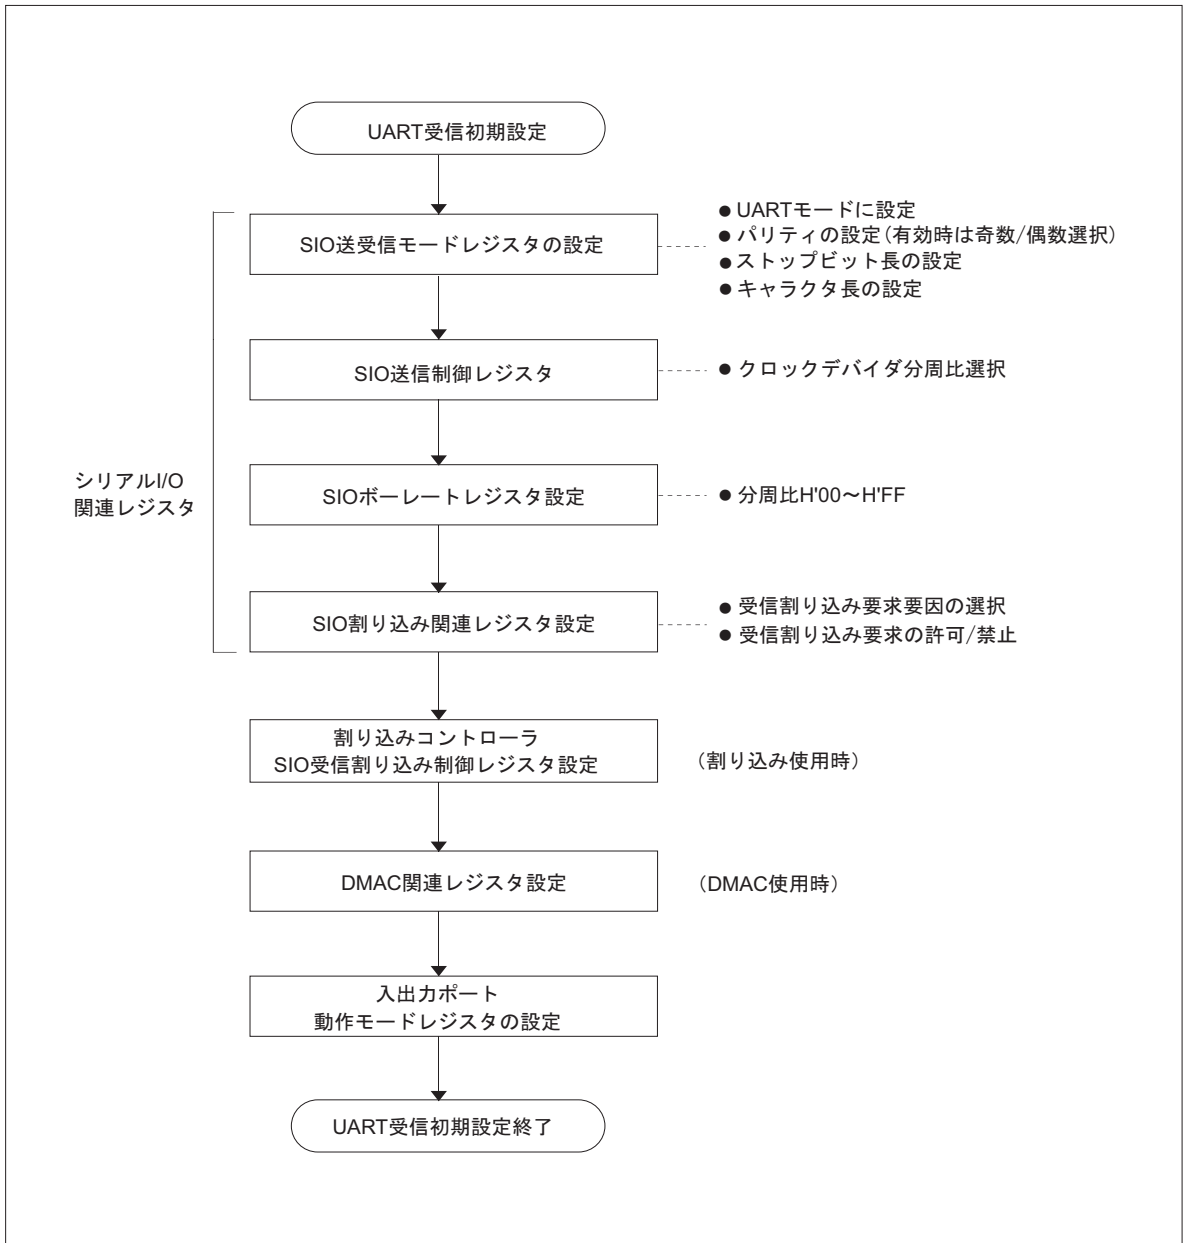 UART受信初期設定
SIO送受信モードレジスタの設定
● UARTモードに設定
● パリティの設定(有効時は奇数/偶数選択)
● ストップビット長の設定
● キャラクタ長の設定
SIO送信制御レジスタ
● クロックデバイダ分周比選択
シリアルI/O
関連レジスタ
SIOボーレートレジスタ設定
● 分周比H'00～H'FF
SIO割り込み関連レジスタ設定
● 受信割り込み要求要因の選択
● 受信割り込み要求の許可/禁止
割り込みコントローラ
SIO受信割り込み制御レジスタ設定
(割り込み使用時)
DMAC関連レジスタ設定
(DMAC使用時)
入出力ポート
動作モードレジスタの設定
UART受信初期設定終了